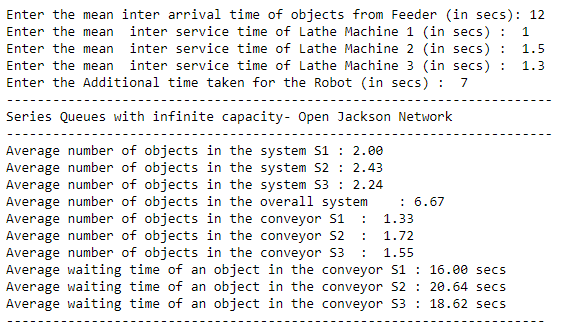 Enter the mean inter arrival time of objects from Feeder (in secs): 12
Enter the mean  inter service time of Lathe Machine 1 (in secs) :  1
Enter the mean  inter service time of Lathe Machine 2 (in secs) :  1.5
Enter the mean  inter service time of Lathe Machine 3 (in secs) :  1.3
Enter the Additional time taken for the Robot (in secs) :  7
--------------------------------------------------------------------------
Series Queues with infinite capacity- Open Jackson Network
--------------------------------------------------------------------------
Average number of objects in the system S1 : 2.00
Average number of objects in the system S2 : 2.43
Average number of objects in the system S3 : 2.24
Average number of objects in the overall system    : 6.67
Average number of objects in the conveyor S1  :  1.33
Average number of objects in the conveyor S2  :  1.72
Average number of objects in the conveyor S3  :  1.55
Average waiting time of an object in the conveyor S1 : 16.00 secs
Average waiting time of an object in the conveyor S2 : 20.64 secs
Average waiting time of an object in the conveyor S3 : 18.62 secs
--------------------------------------------------------------------------